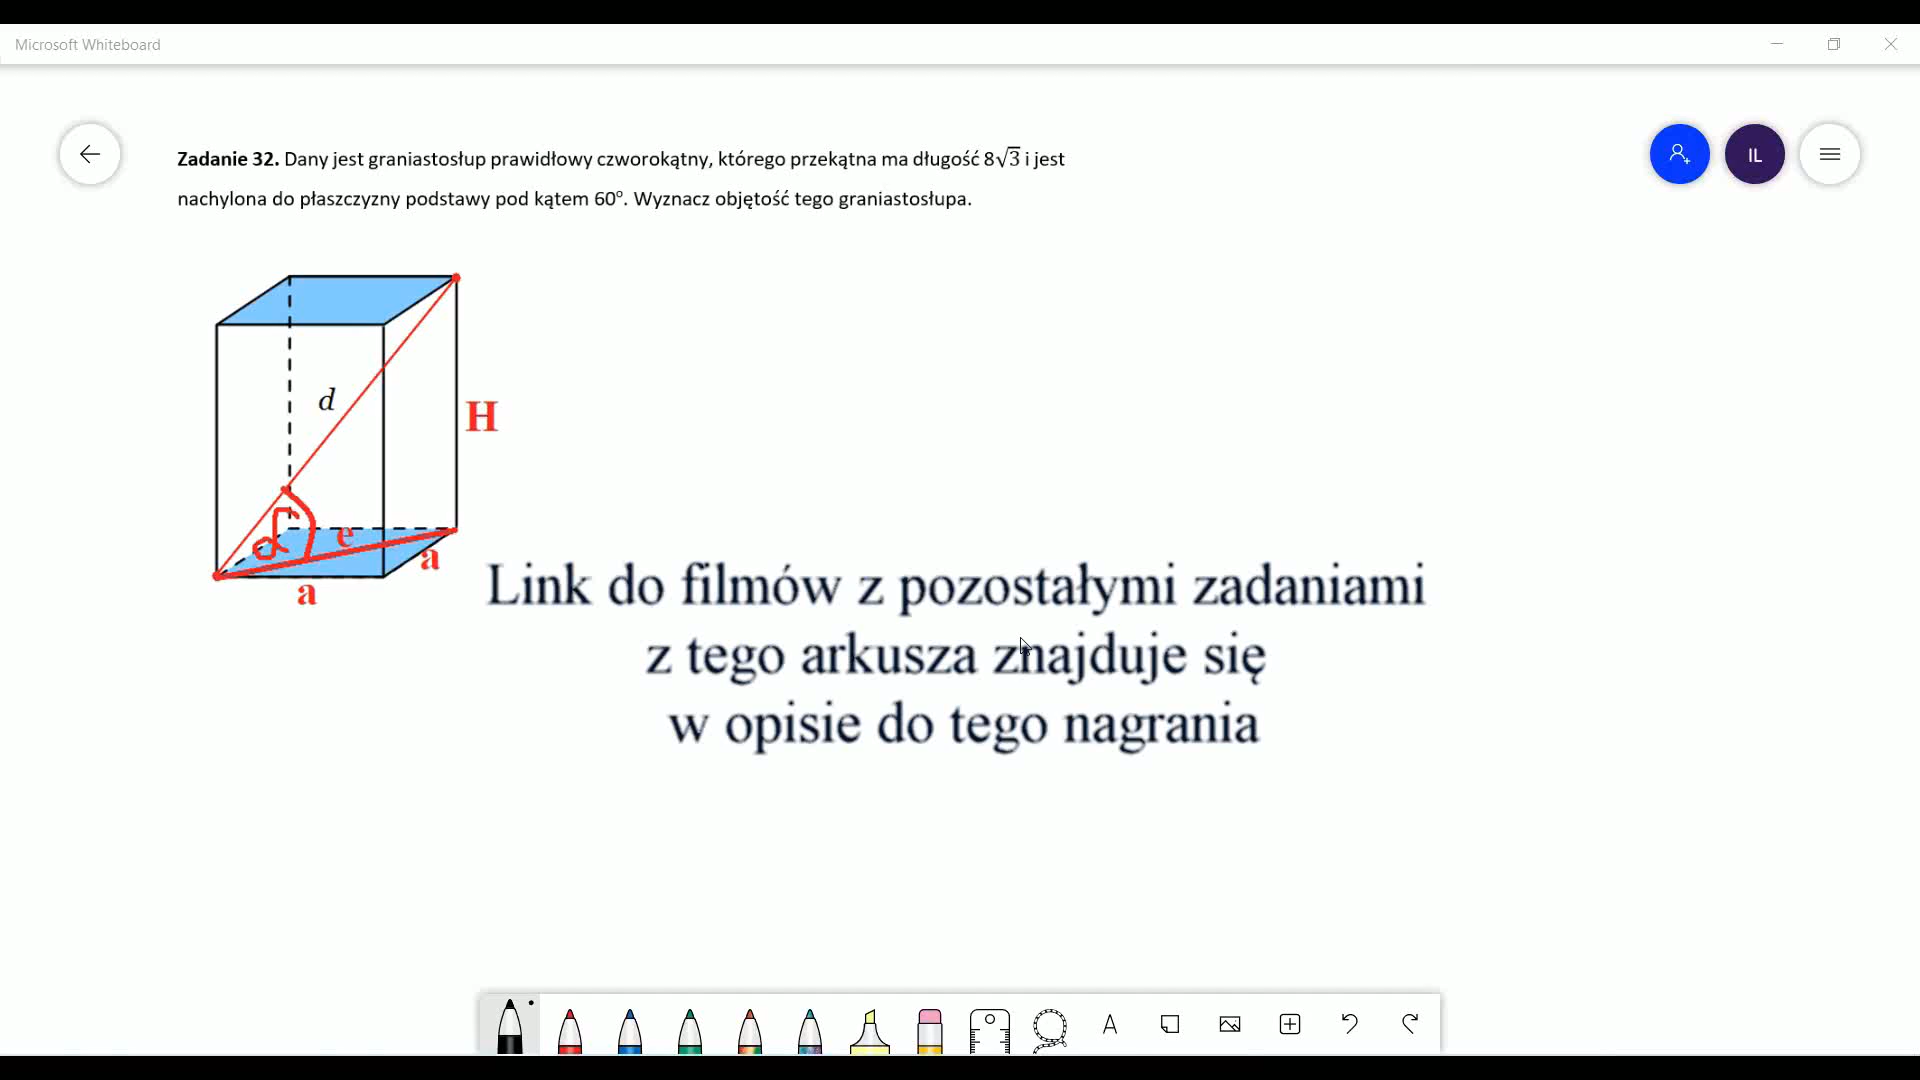 Microsoft Whiteboard
Zadanie 32. Dany jest graniastosłup prawidłowy czworokątny, którego przekątna ma długość 8√3 i jest
IL
nachylona do płaszczyzny podstawy pod kątem 60°. Wyznacz objętość tego graniastosłupa.
d
H
α
e
a
a
Link do filmów z pozostałymi zadaniami
z tego arkusza znajduje się
w opisie do tego nagrania